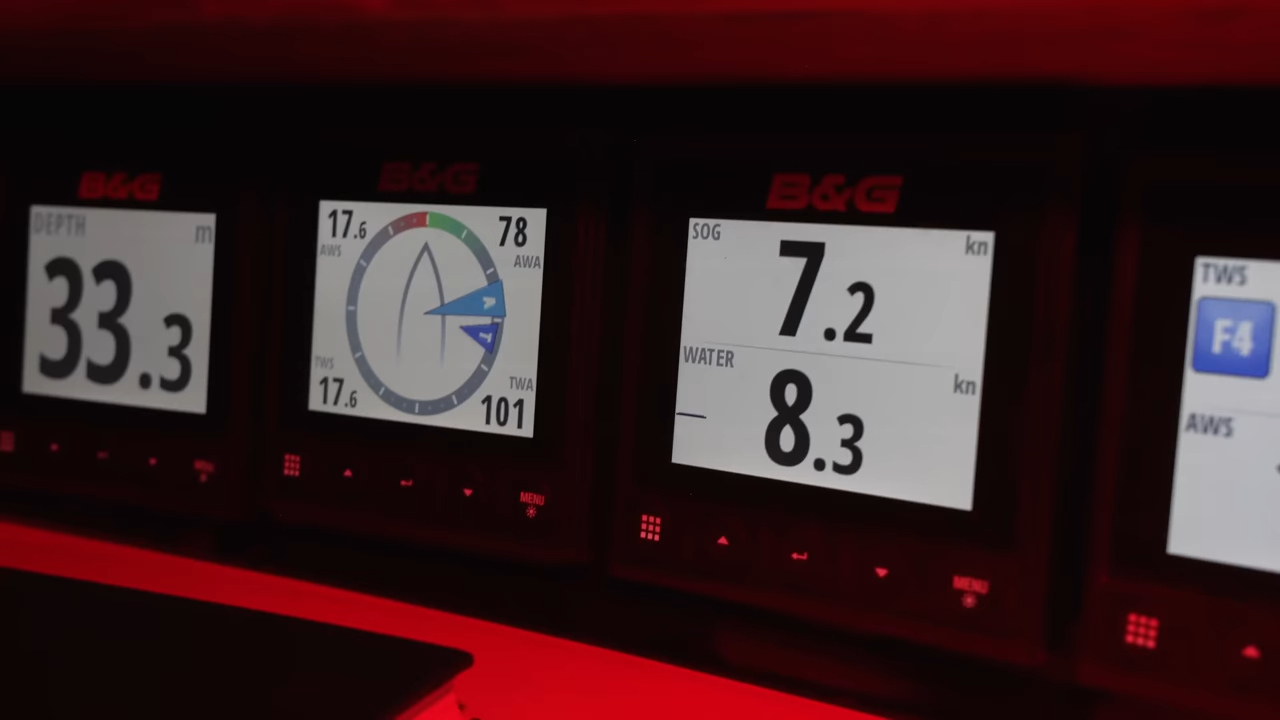 B&G
DEPTH
m
33.3
MENU
B&G
17.6
AWS
78
AWA
A
T
TWS
17.6
TWA
101
MENU
B&G
SOG
kn
7.2
WATER
kn
8.3
MENU
TWS
F4
AWS